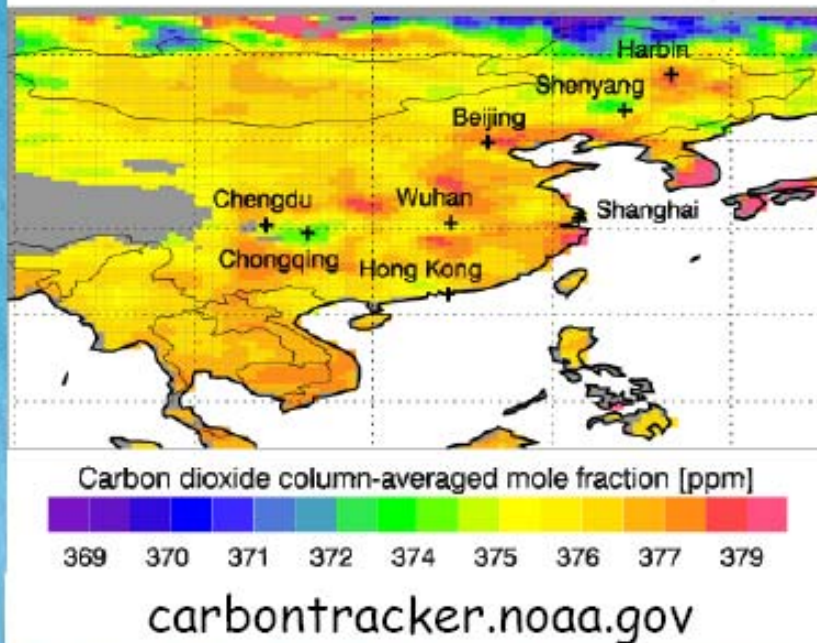 Harbin
Shenyang
Beijing
Chengdu
Wuhan
Shanghai
Chongqing
Hong Kong
Carbon dioxide column-averaged mole fraction [ppm]
369 370 371 372 374 375 376 377 379
carbontracker.noaa.gov